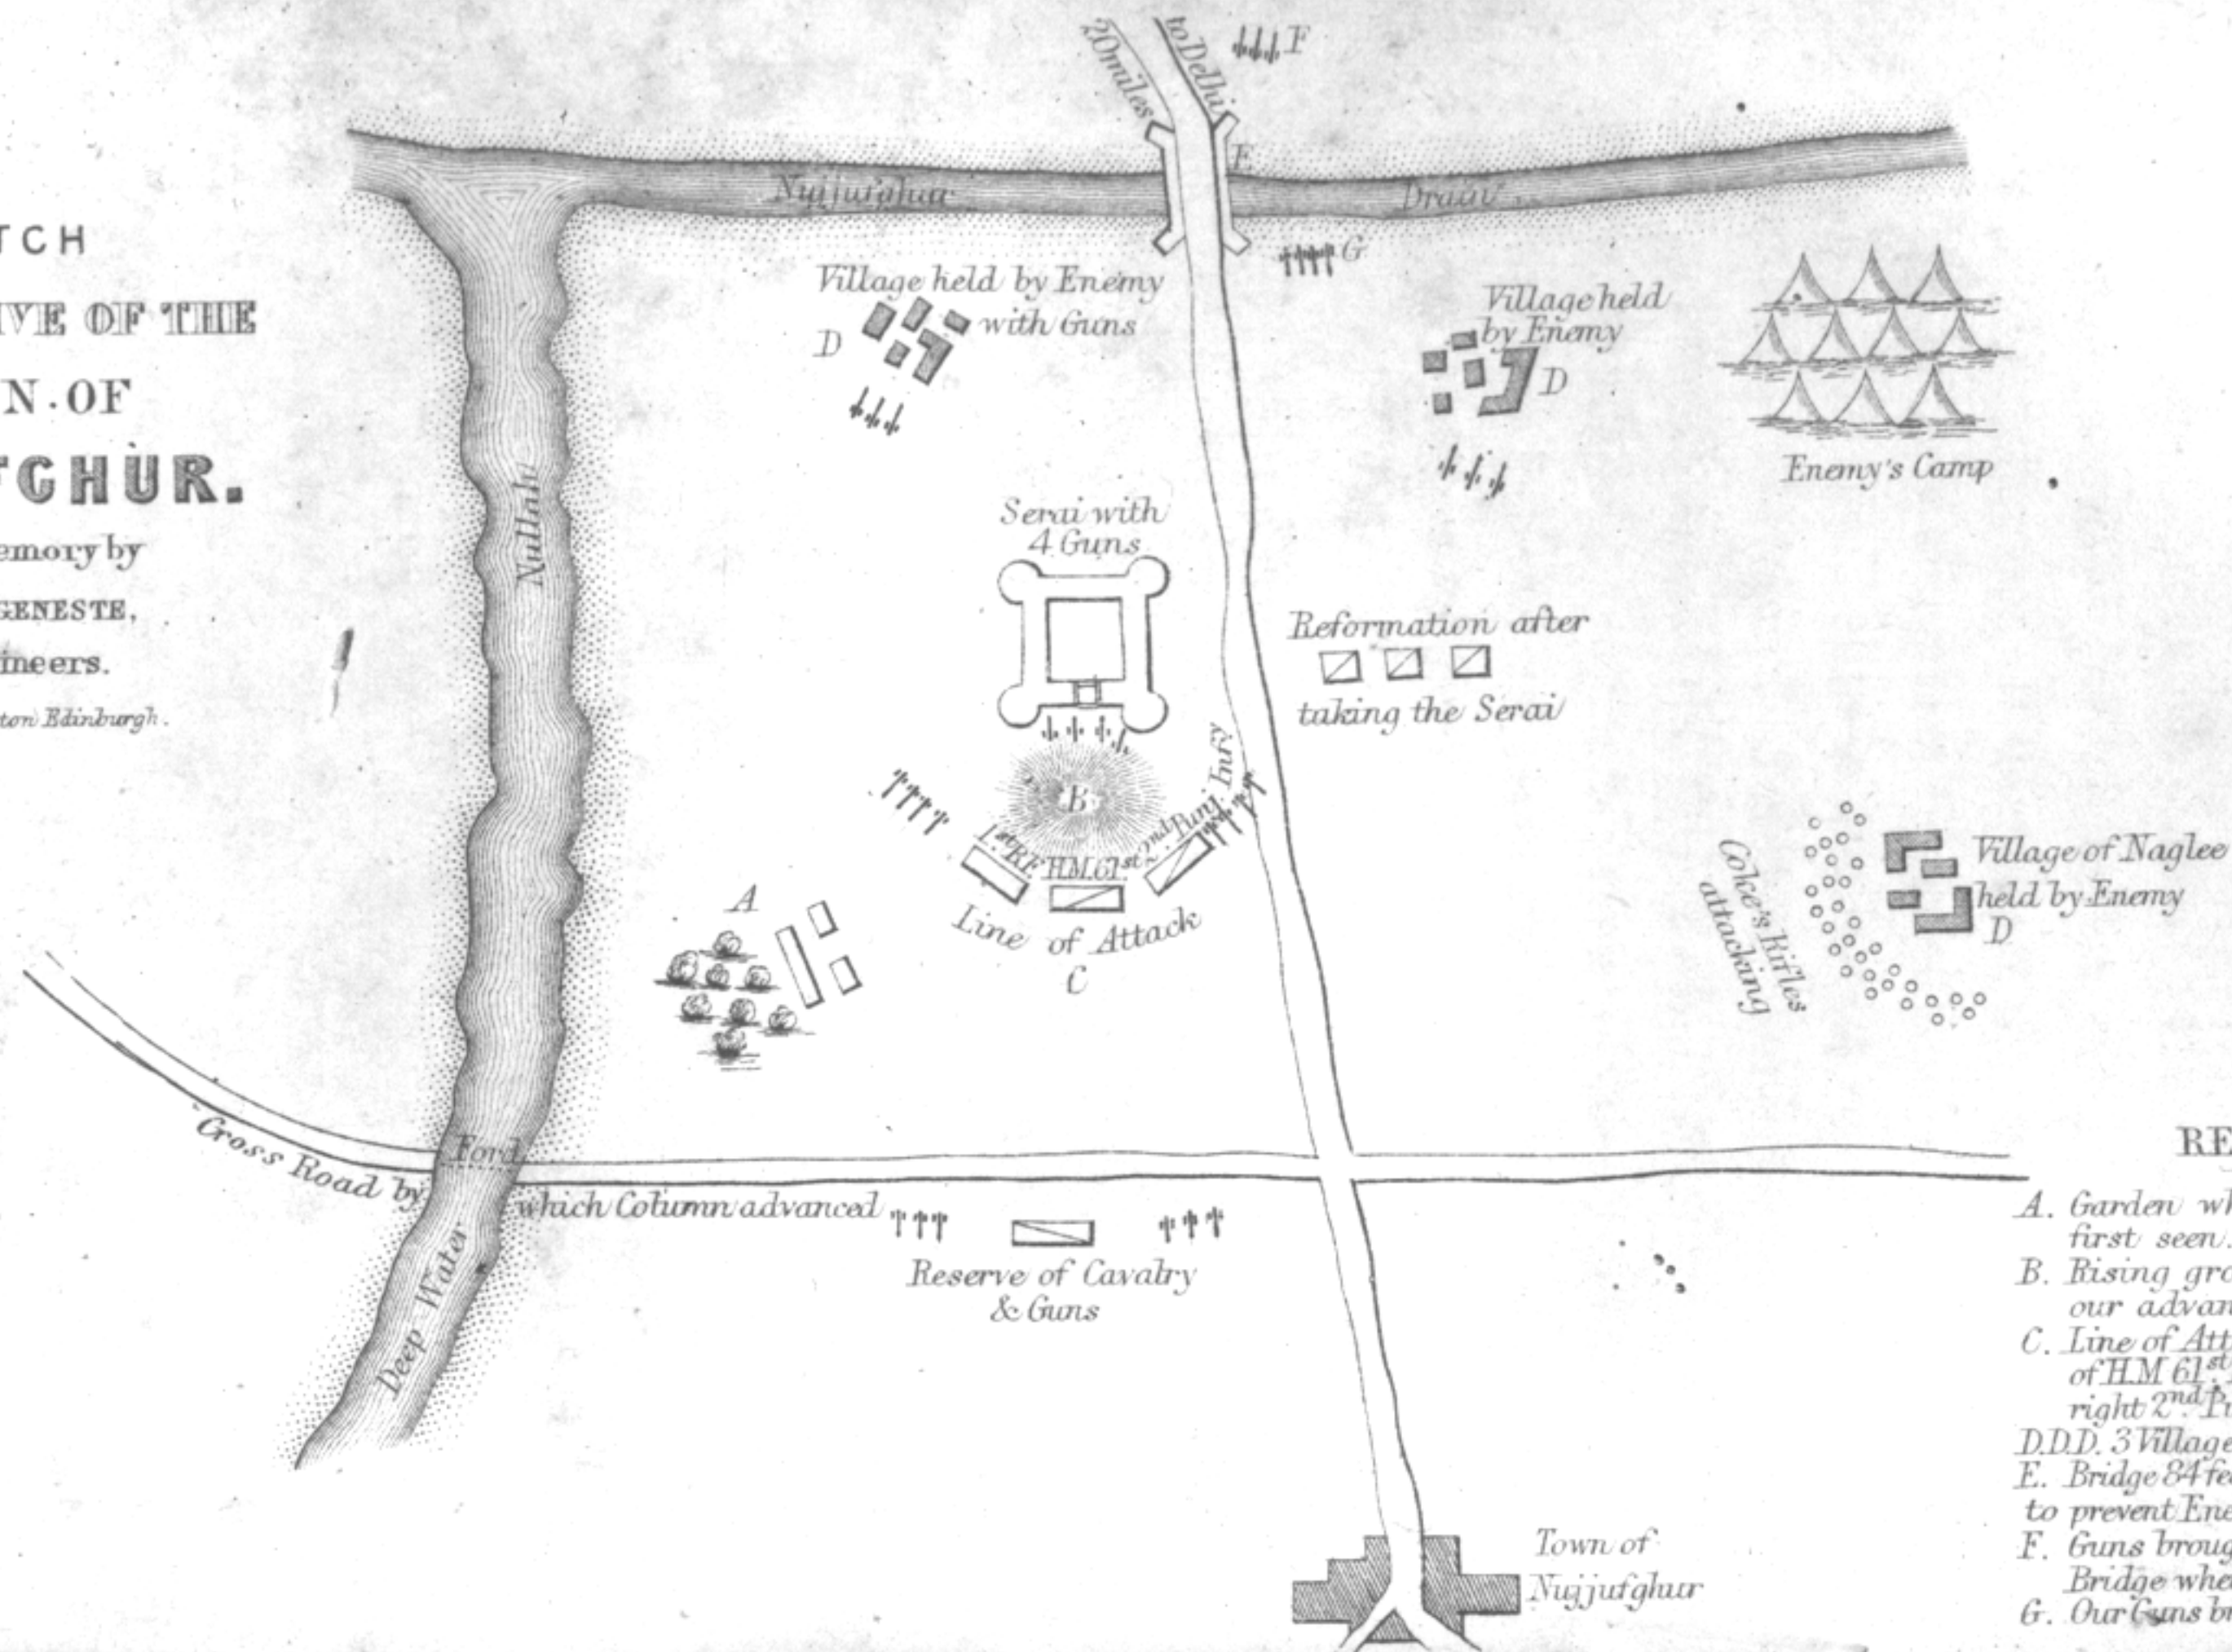 TCH
IVE OF THE
N. OF
FGHUR.
emory by
GENESTE,
ineers.
ton Edinburgh.
20 miles
to Delhi
F
E
Nujjufghur
Drain
G
Village held by Enemy
with Guns
D
Village held
by Enemy
D
Enemy's Camp
Nullah
Serai with
4 Guns
Reformation after
taking the Serai
B
1st B.F.
H.M. 61st
2nd Punj. Infy
Line of Attack
C
A
Coke's Rifles
attacking
Village of Naglee
held by Enemy
D
Cross Road by
Ford
which Column advanced
Deep Water
Reserve of Cavalry
& Guns
Town of
Nujjufghur
RE
A. Garden wh
first seen.
B. Rising gro
our advan
C. Line of Att
of H.M 61st.
right 2nd. Pu
D.D.D. 3 Village
E. Bridge 84 fee
to prevent Ene
F. Guns broug
Bridge whe
G. Our Guns br